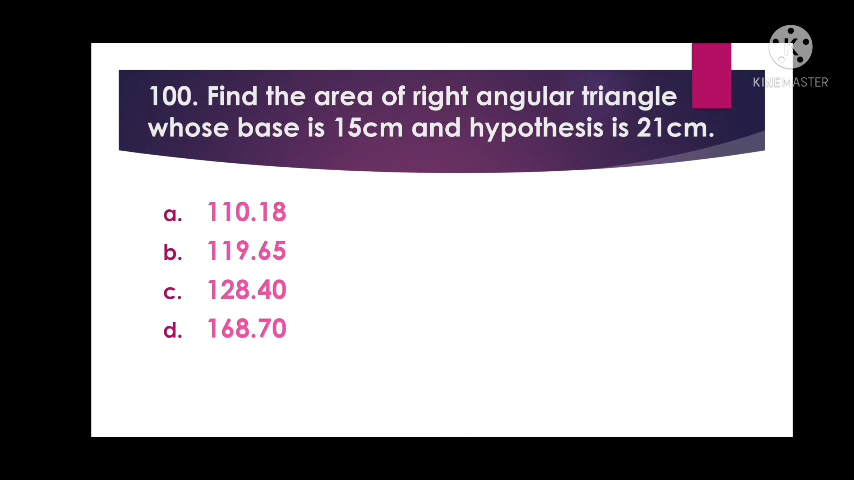 KINEMASTER
100. Find the area of right angular triangle
whose base is 15cm and hypothesis is 21cm.
a. 110.18
b. 119.65
c. 128.40
d. 168.70